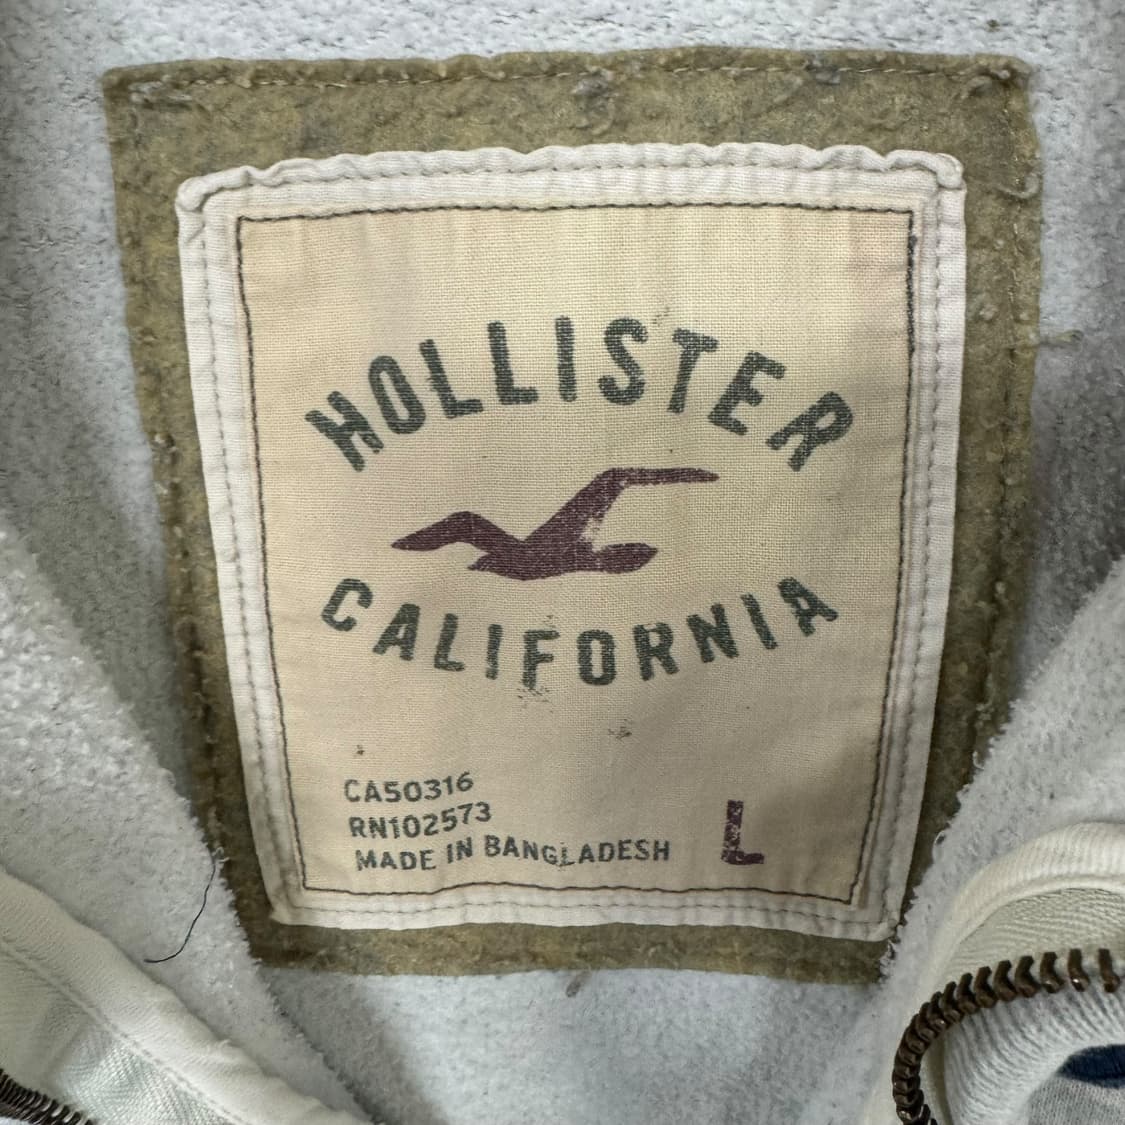 HOLLISTER
CALIFORNIA
CA50316
RN102573
MADE IN BANGLADESH
L